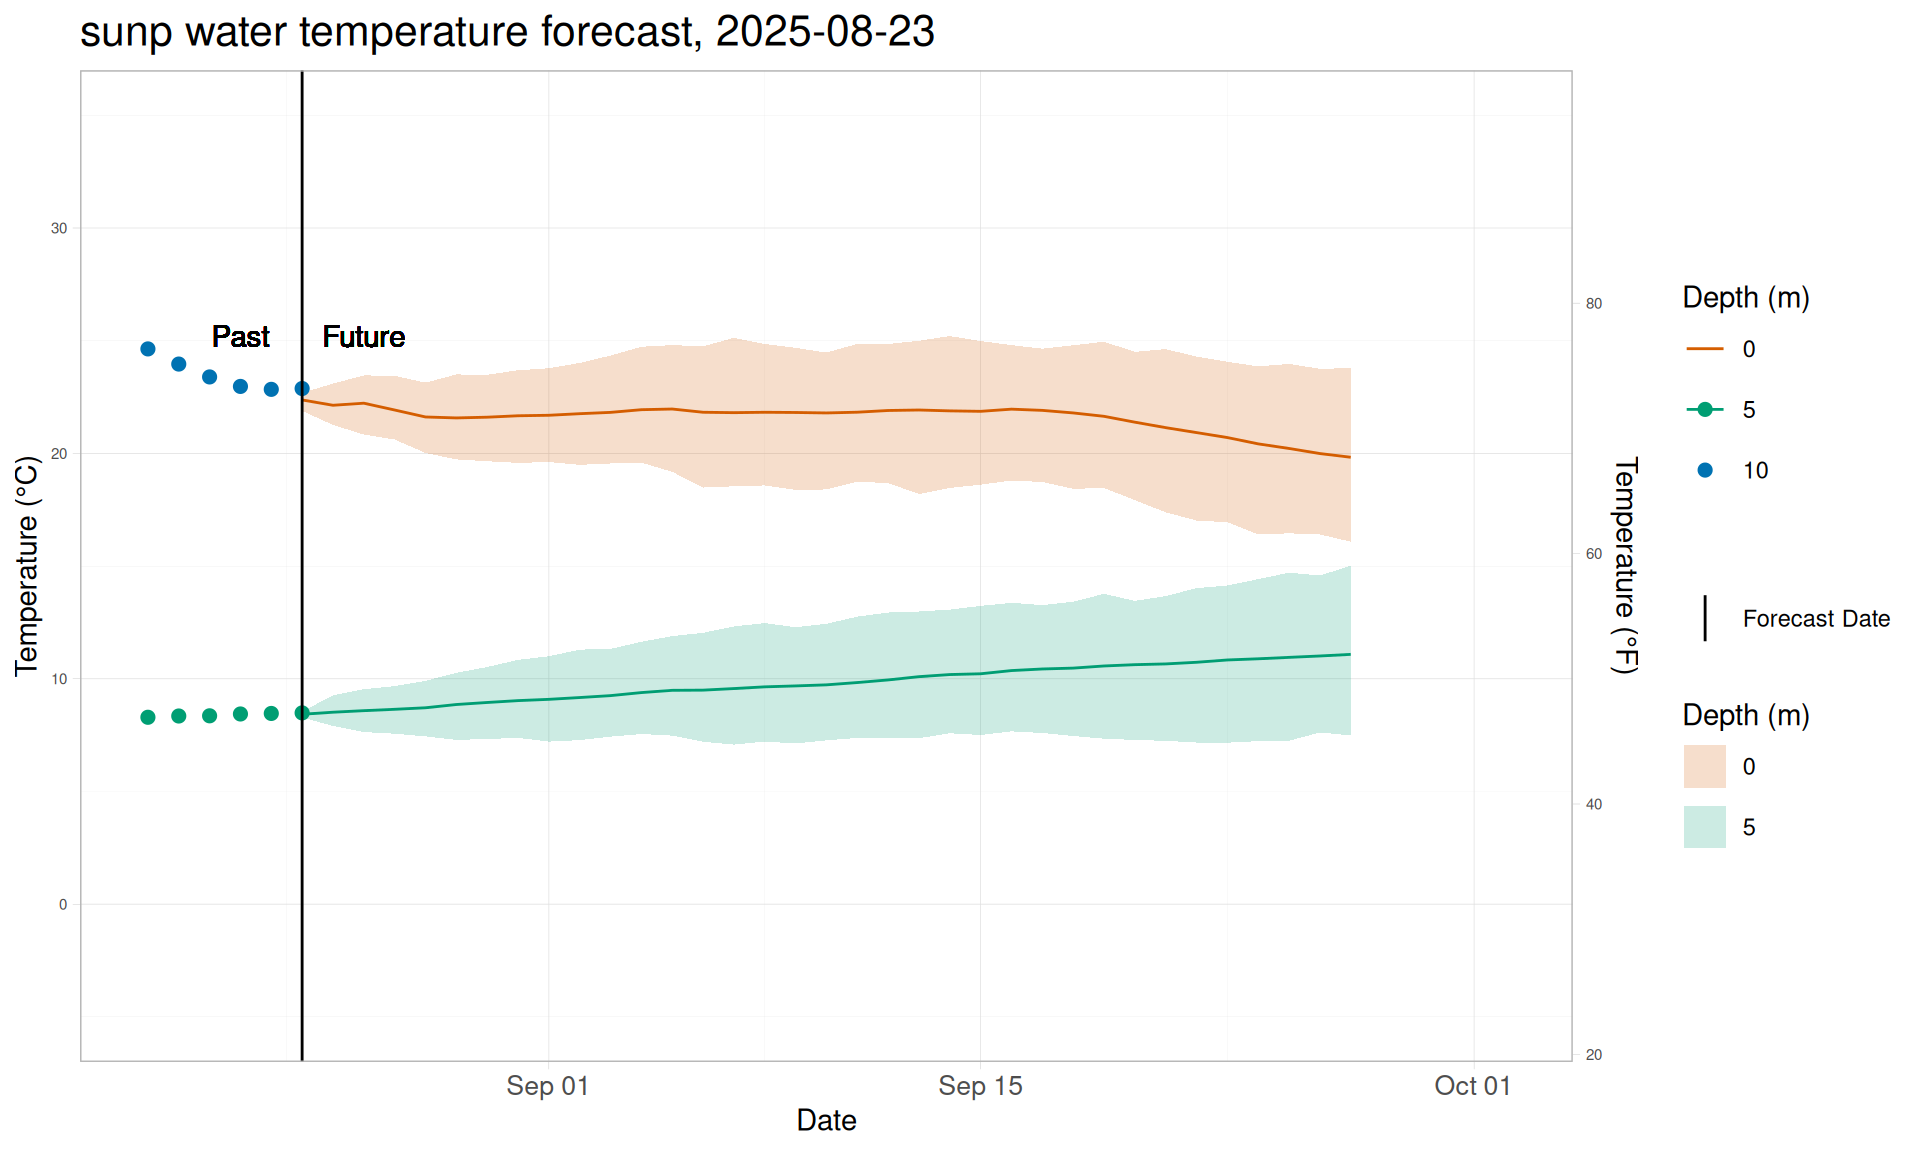 sunp water temperature forecast, 2025-08-23
Past
Future
30
20
10
0
Temperature (°C)
80
60
40
20
Temperature (°F)
Sep 01
Sep 15
Oct 01
Date
Depth (m)
0
5
10
Forecast Date
Depth (m)
0
5